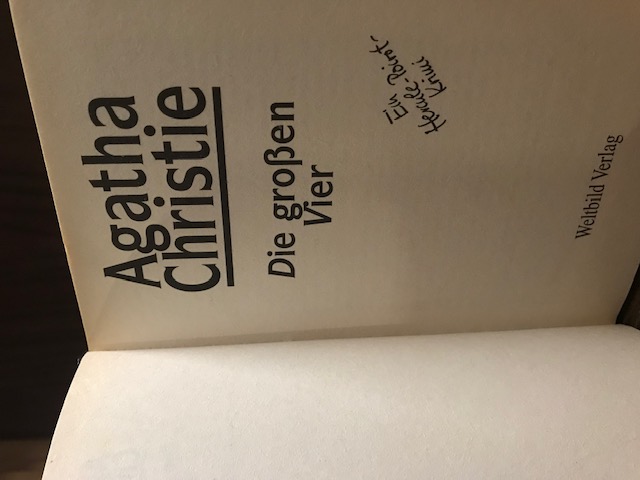 Agatha
Christie
Die großen
Vier
Ein
Hercule-Poirot-
Krimi
Weltbild Verlag